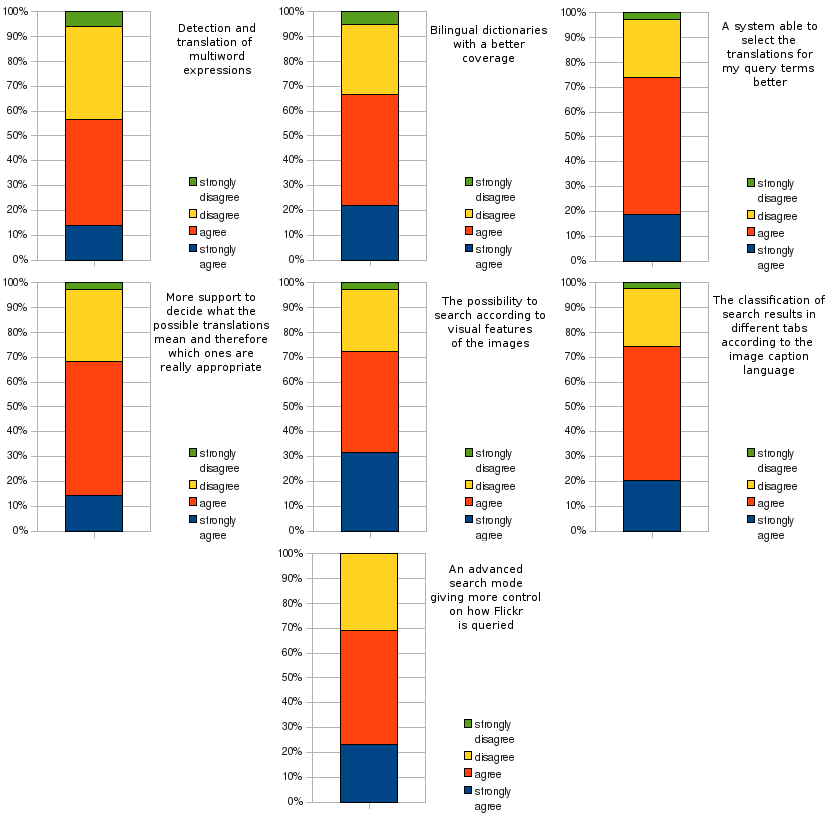 100%
90%
80%
70%
60%
50%
40%
30%
20%
10%
0%
Detection and
translation of
multiword
expressions
strongly
disagree
disagree
agree
strongly
agree
100%
90%
80%
70%
60%
50%
40%
30%
20%
10%
0%
Bilingual dictionaries
with a better
coverage
strongly
disagree
disagree
agree
strongly
agree
100%
90%
80%
70%
60%
50%
40%
30%
20%
10%
0%
A system able to
select the
translations for
my query terms
better
strongly
disagree
disagree
agree
strongly
agree
100%
90%
80%
70%
60%
50%
40%
30%
20%
10%
0%
More support to
decide what the
possible translations
mean and therefore
which ones are
really appropriate
strongly
disagree
disagree
agree
strongly
agree
100%
90%
80%
70%
60%
50%
40%
30%
20%
10%
0%
The possibility to
search according to
visual features
of the images
strongly
disagree
disagree
agree
strongly
agree
100%
90%
80%
70%
60%
50%
40%
30%
20%
10%
0%
The classification of
search results in
different tabs
according to the
image caption
language
strongly
disagree
disagree
agree
strongly
agree
100%
90%
80%
70%
60%
50%
40%
30%
20%
10%
0%
An advanced
search mode
giving more control
on how Flickr
is queried
strongly
disagree
disagree
agree
strongly
agree